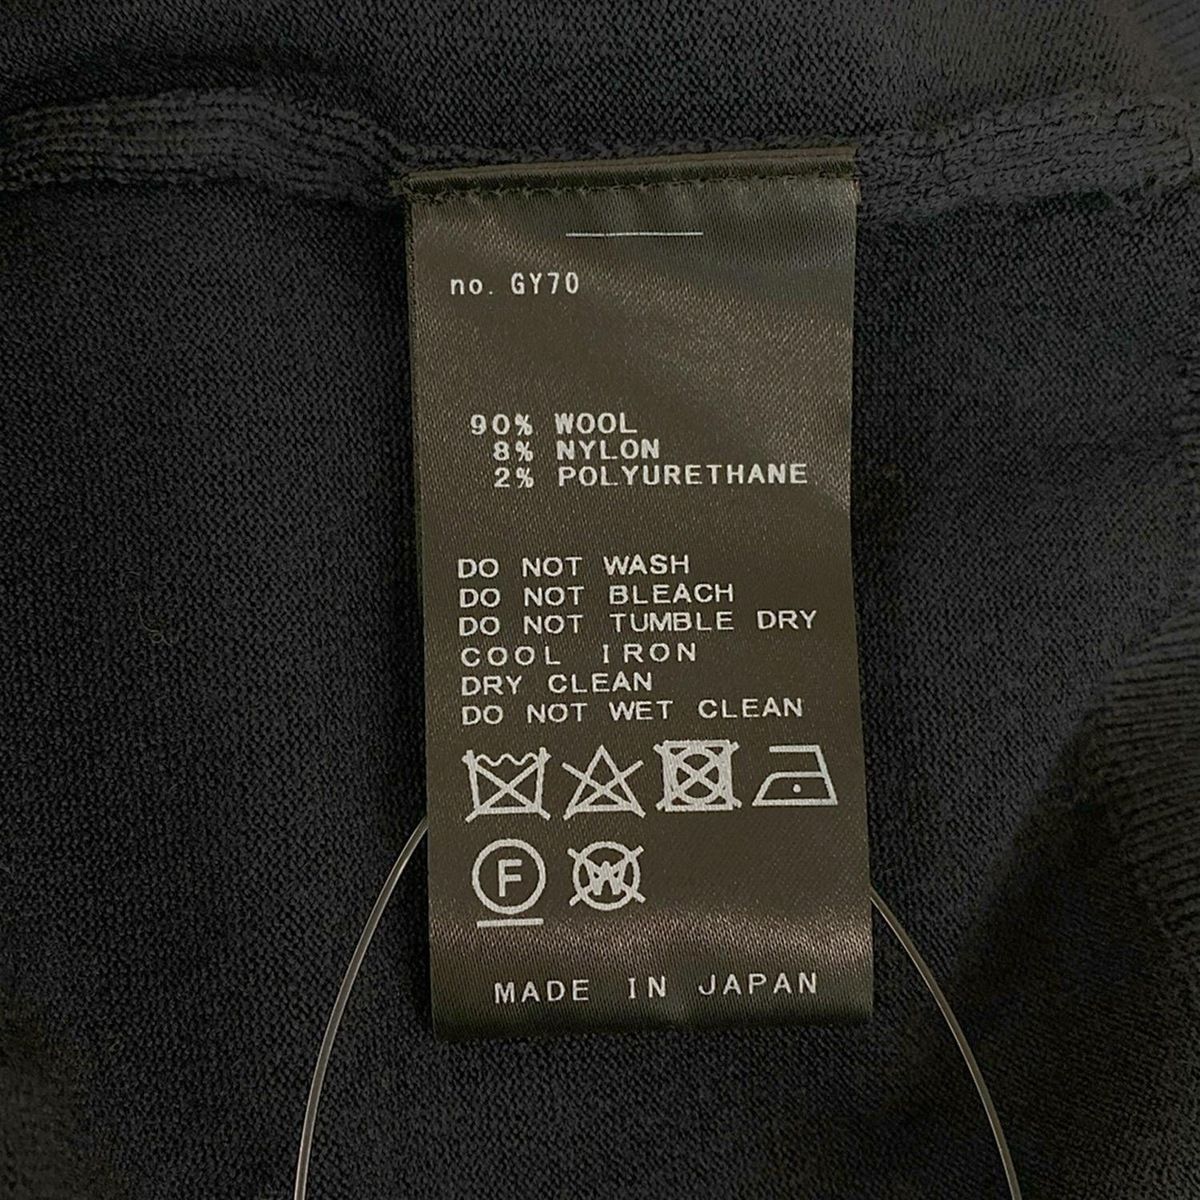 no. GY70
90% WOOL
8% NYLON
2% POLYURETHANE
DO NOT WASH
DO NOT BLEACH
DO NOT TUMBLE DRY
COOL IRON
DRY CLEAN
DO NOT WET CLEAN
F W
MADE IN JAPAN